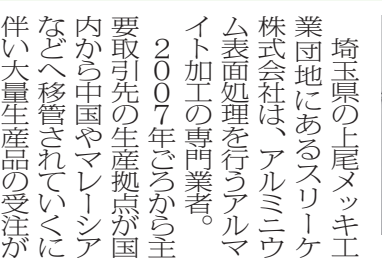 埼玉県の上尾メッキ工
業団地にあるスリーケ
株式会社は、アルミニウ
ム表面処理を行うアルマ
イト加工の専門業者。
２００７年ごろから主
要取引先の生産拠点が国
内から中国やマレーシア
などへ移管されていくに
伴い大量生産品の受注が